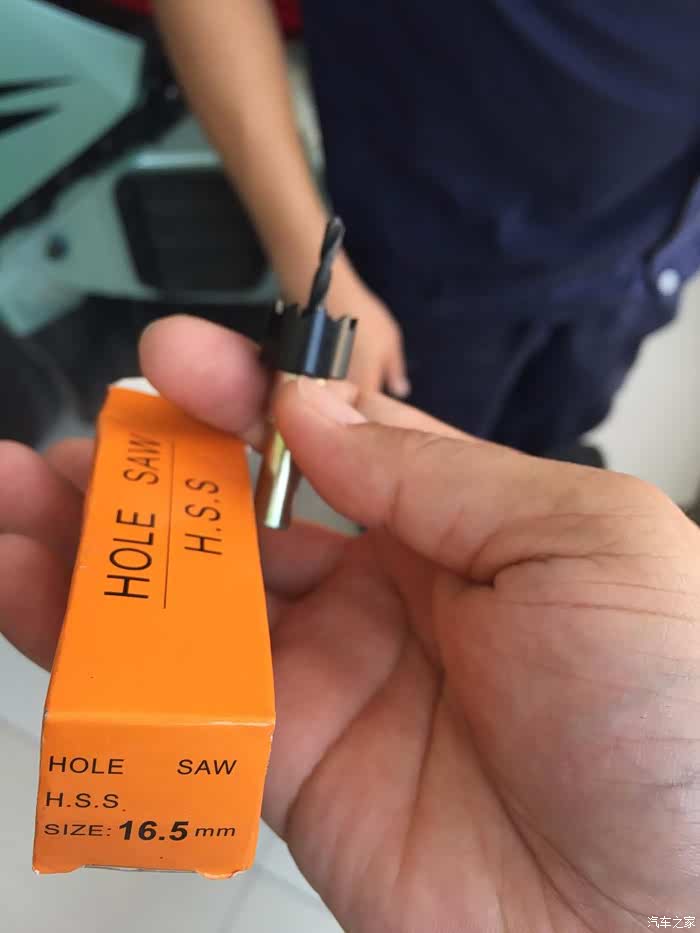 HOLE SAW
H.S.S
HOLE SAW
H.S.S.
SIZE: 16.5 mm
汽车之家